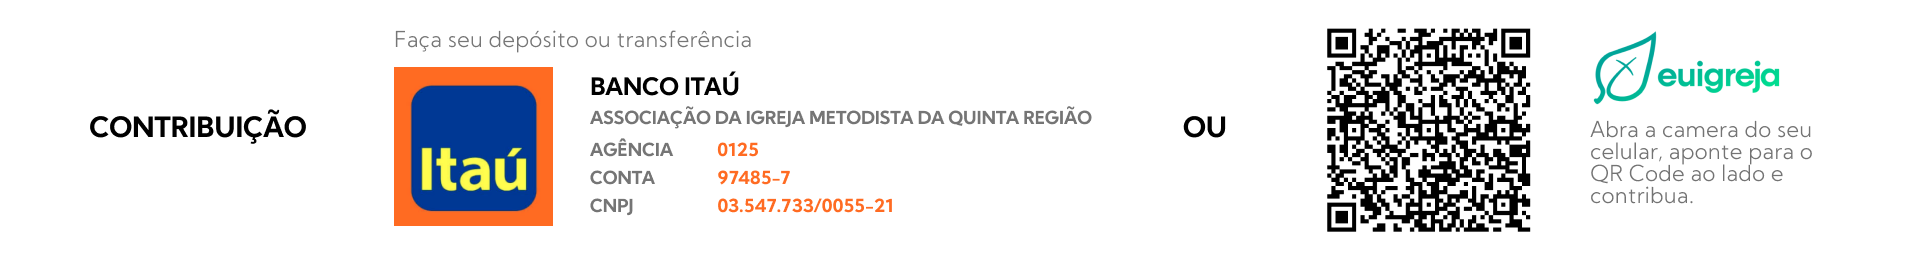 CONTRIBUIÇÃO
Faça seu depósito ou transferência
Itaú
BANCO ITAÚ
ASSOCIAÇÃO DA IGREJA METODISTA DA QUINTA REGIÃO
AGÊNCIA 0125
CONTA 97485-7
CNPJ 03.547.733/0055-21
OU
euigreja
Abra a camera do seu
celular, aponte para o
QR Code ao lado e
contribua.